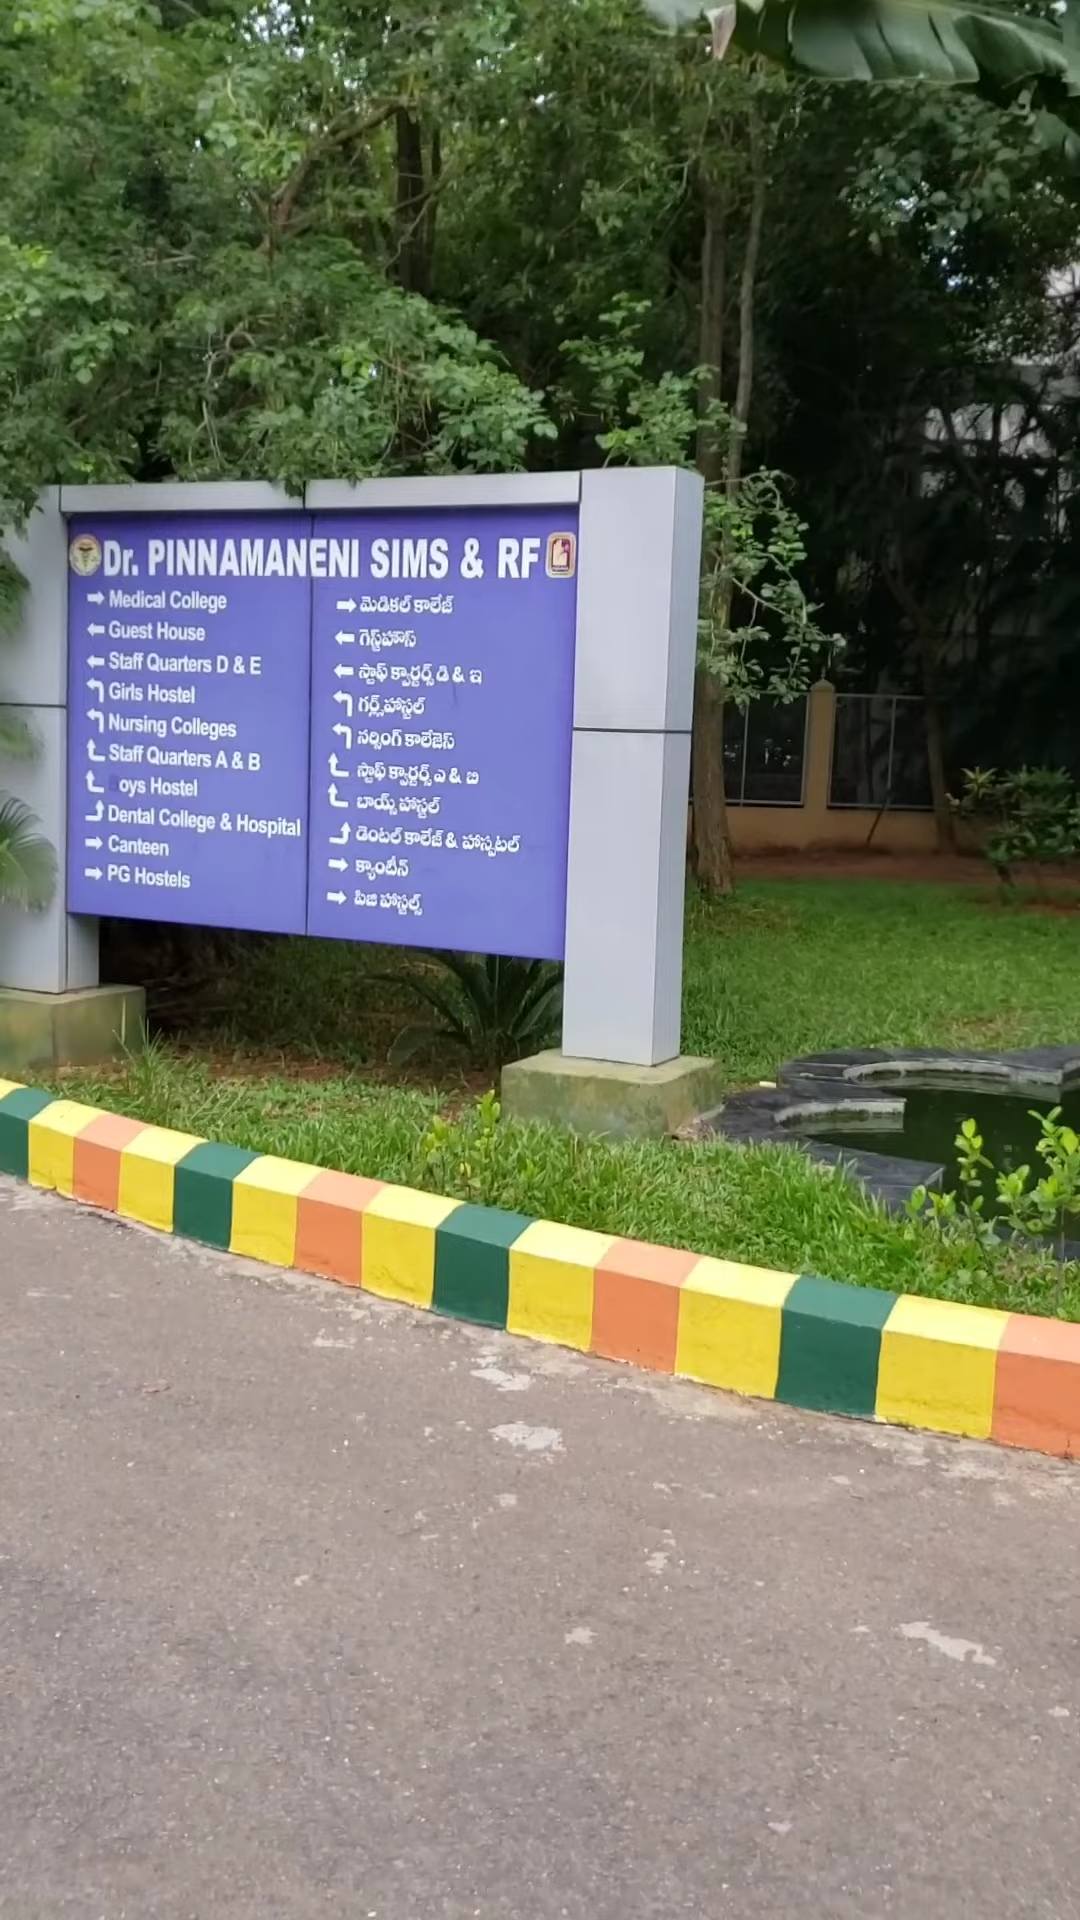 Dr. PINNAMANENI SIMS & RF
Medical College
Guest House
Staff Quarters D & E
Girls Hostel
Nursing Colleges
Staff Quarters A & B
oys Hostel
Dental College & Hospital
Canteen
PG Hostels
మెడికల్ కాలేజ్
గెస్ట్‌హౌస్
స్టాఫ్ క్వార్టర్స్ డి & ఇ
గర్ల్స్‌హాస్టల్
నర్సింగ్ కాలేజెస్
స్టాఫ్ క్వార్టర్స్ ఎ & బి
బాయ్స్ హాస్టల్
డెంటల్ కాలేజ్ & హాస్పటల్
క్యాంటీన్
పిజి హాస్టల్స్